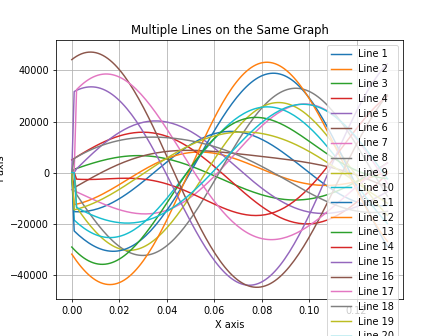 Multiple Lines on the Same Graph
40000
20000
0
−20000
−40000
0.00 0.02 0.04 0.06 0.08 0.10
X axis
Line 1
Line 2
Line 3
Line 4
Line 5
Line 6
Line 7
Line 8
Line 9
Line 10
Line 11
Line 12
Line 13
Line 14
Line 15
Line 16
Line 17
Line 18
Line 19
Line 20